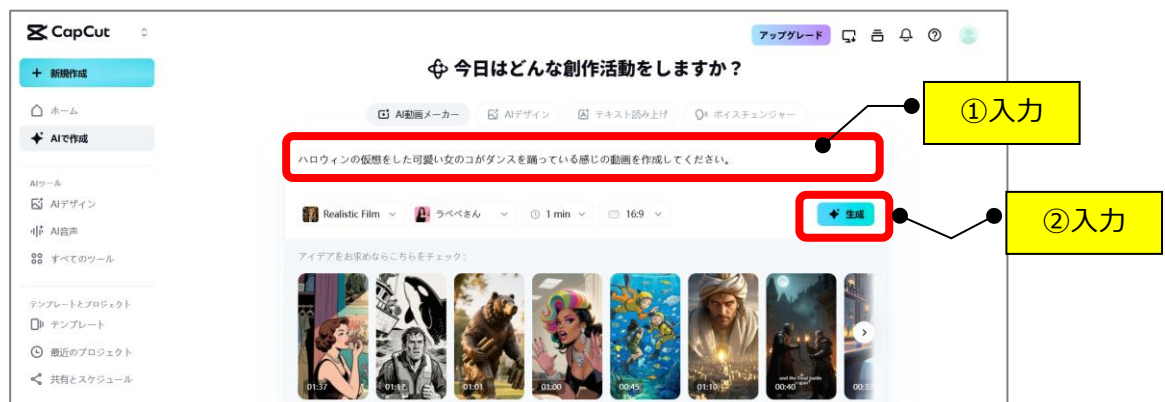 CapCut
アップグレード
+ 新規作成
今日はどんな創作活動をしますか？
ホーム
AIで作成
AI動画メーカー
AIデザイン
テキスト読み上げ
ボイスチェンジャー
①入力
ハロウィンの仮想をした可愛い女のコがダンスを踊っている感じの動画を作成してください。
AIツール
AIデザイン
AI音声
すべてのツール
Realistic Film
ラペペさん
1 min
16:9
生成
②入力
アイデアをお求めならこちらをチェック：
テンプレートとプロジェクト
テンプレート
最近のプロジェクト
共有とスケジュール
01:37
01:17
01:01
01:00
00:45
01:10
and the final battle
00:40